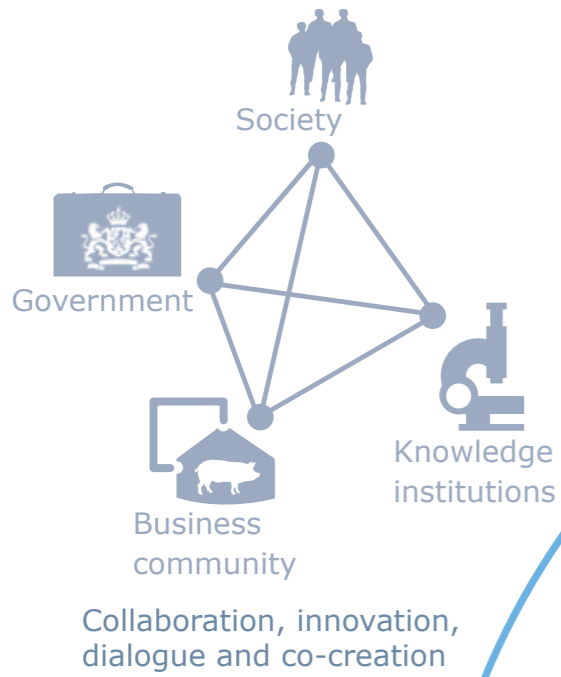 Society
Government
Knowledge
institutions
Business
community
Collaboration, innovation,
dialogue and co-creation